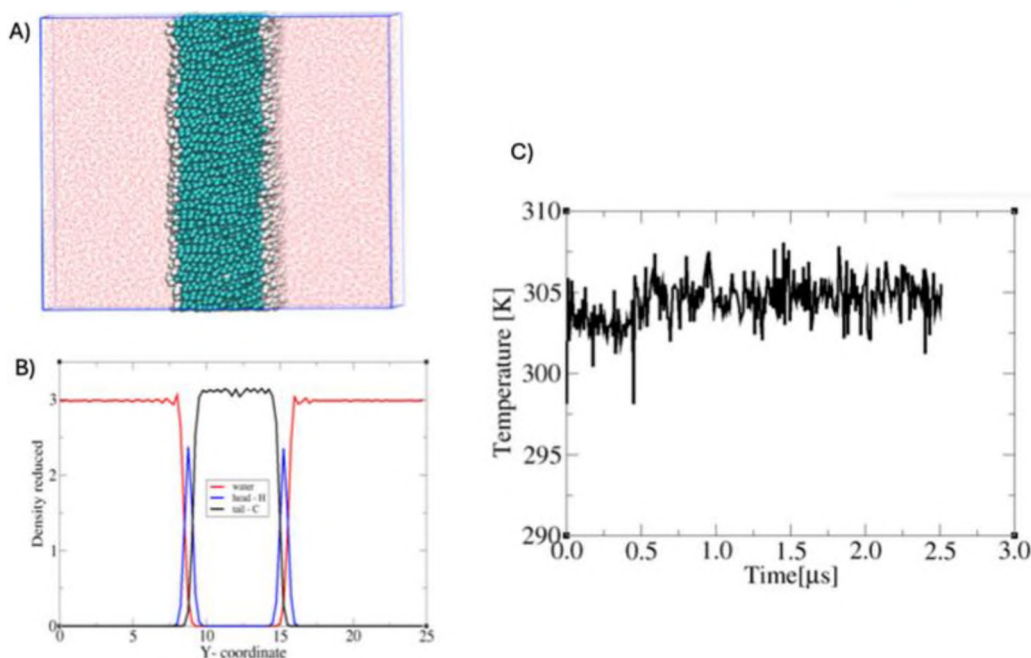 A)
B)
3
2
1
0
Density reduced
water
head - H
tail - C
0 5 10 15 20 25
Y- coordinate
C)
310
305
300
295
290
Temperature [K]
0.0 0.5 1.0 1.5 2.0 2.5 3.0
Time[μs]